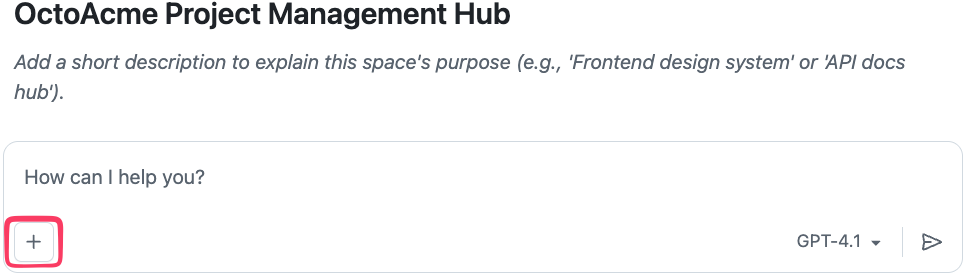 OctoAcme Project Management Hub
Add a short description to explain this space's purpose (e.g., 'Frontend design system' or 'API docs
hub').
How can I help you?
GPT-4.1